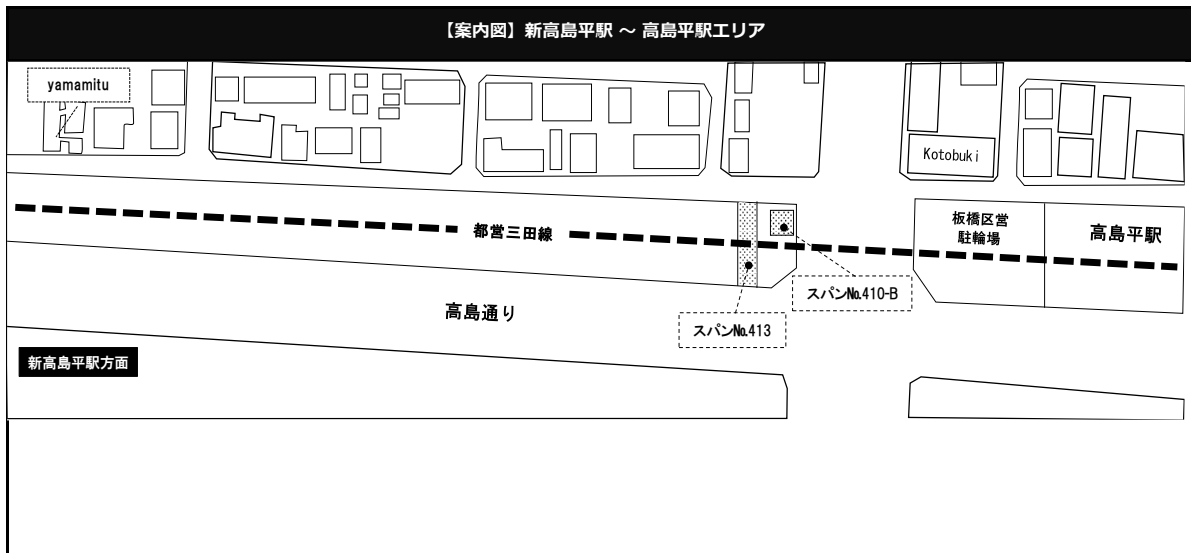 【案内図】新高島平駅 ～ 高島平駅エリア
yamamitu
Kotobuki
都営三田線
板橋区営
駐輪場
高島平駅
スパン№410-B
高島通り
スパン№413
新高島平駅方面